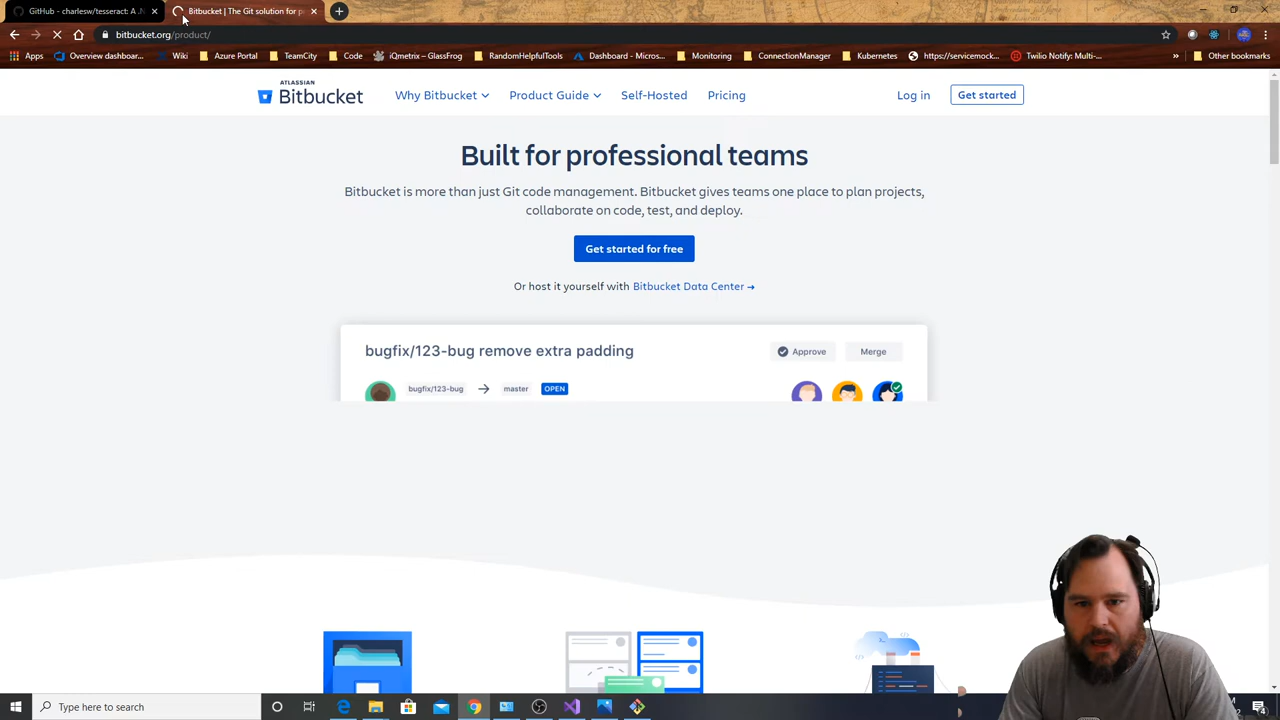 GitHub - charlesw/tesseract: A .N
Bitbucket | The Git solution for p
bitbucket.org/product/
Apps
Overview dashboar...
Wiki
Azure Portal
TeamCity
Code
iQmetrix – GlassFrog
RandomHelpfulTools
Dashboard - Micros...
Monitoring
ConnectionManager
Kubernetes
https://servicemock...
Twilio Notify: Multi-...
»
Other bookmarks
ATLASSIAN
Bitbucket
Why Bitbucket
Product Guide
Self-Hosted
Pricing
Log in
Get started
Built for professional teams
Bitbucket is more than just Git code management. Bitbucket gives teams one place to plan projects,
collaborate on code, test, and deploy.
Get started for free
Or host it yourself with Bitbucket Data Center →
bugfix/123-bug remove extra padding
Approve
Merge
bugfix/123-bug → master OPEN
Type here to search